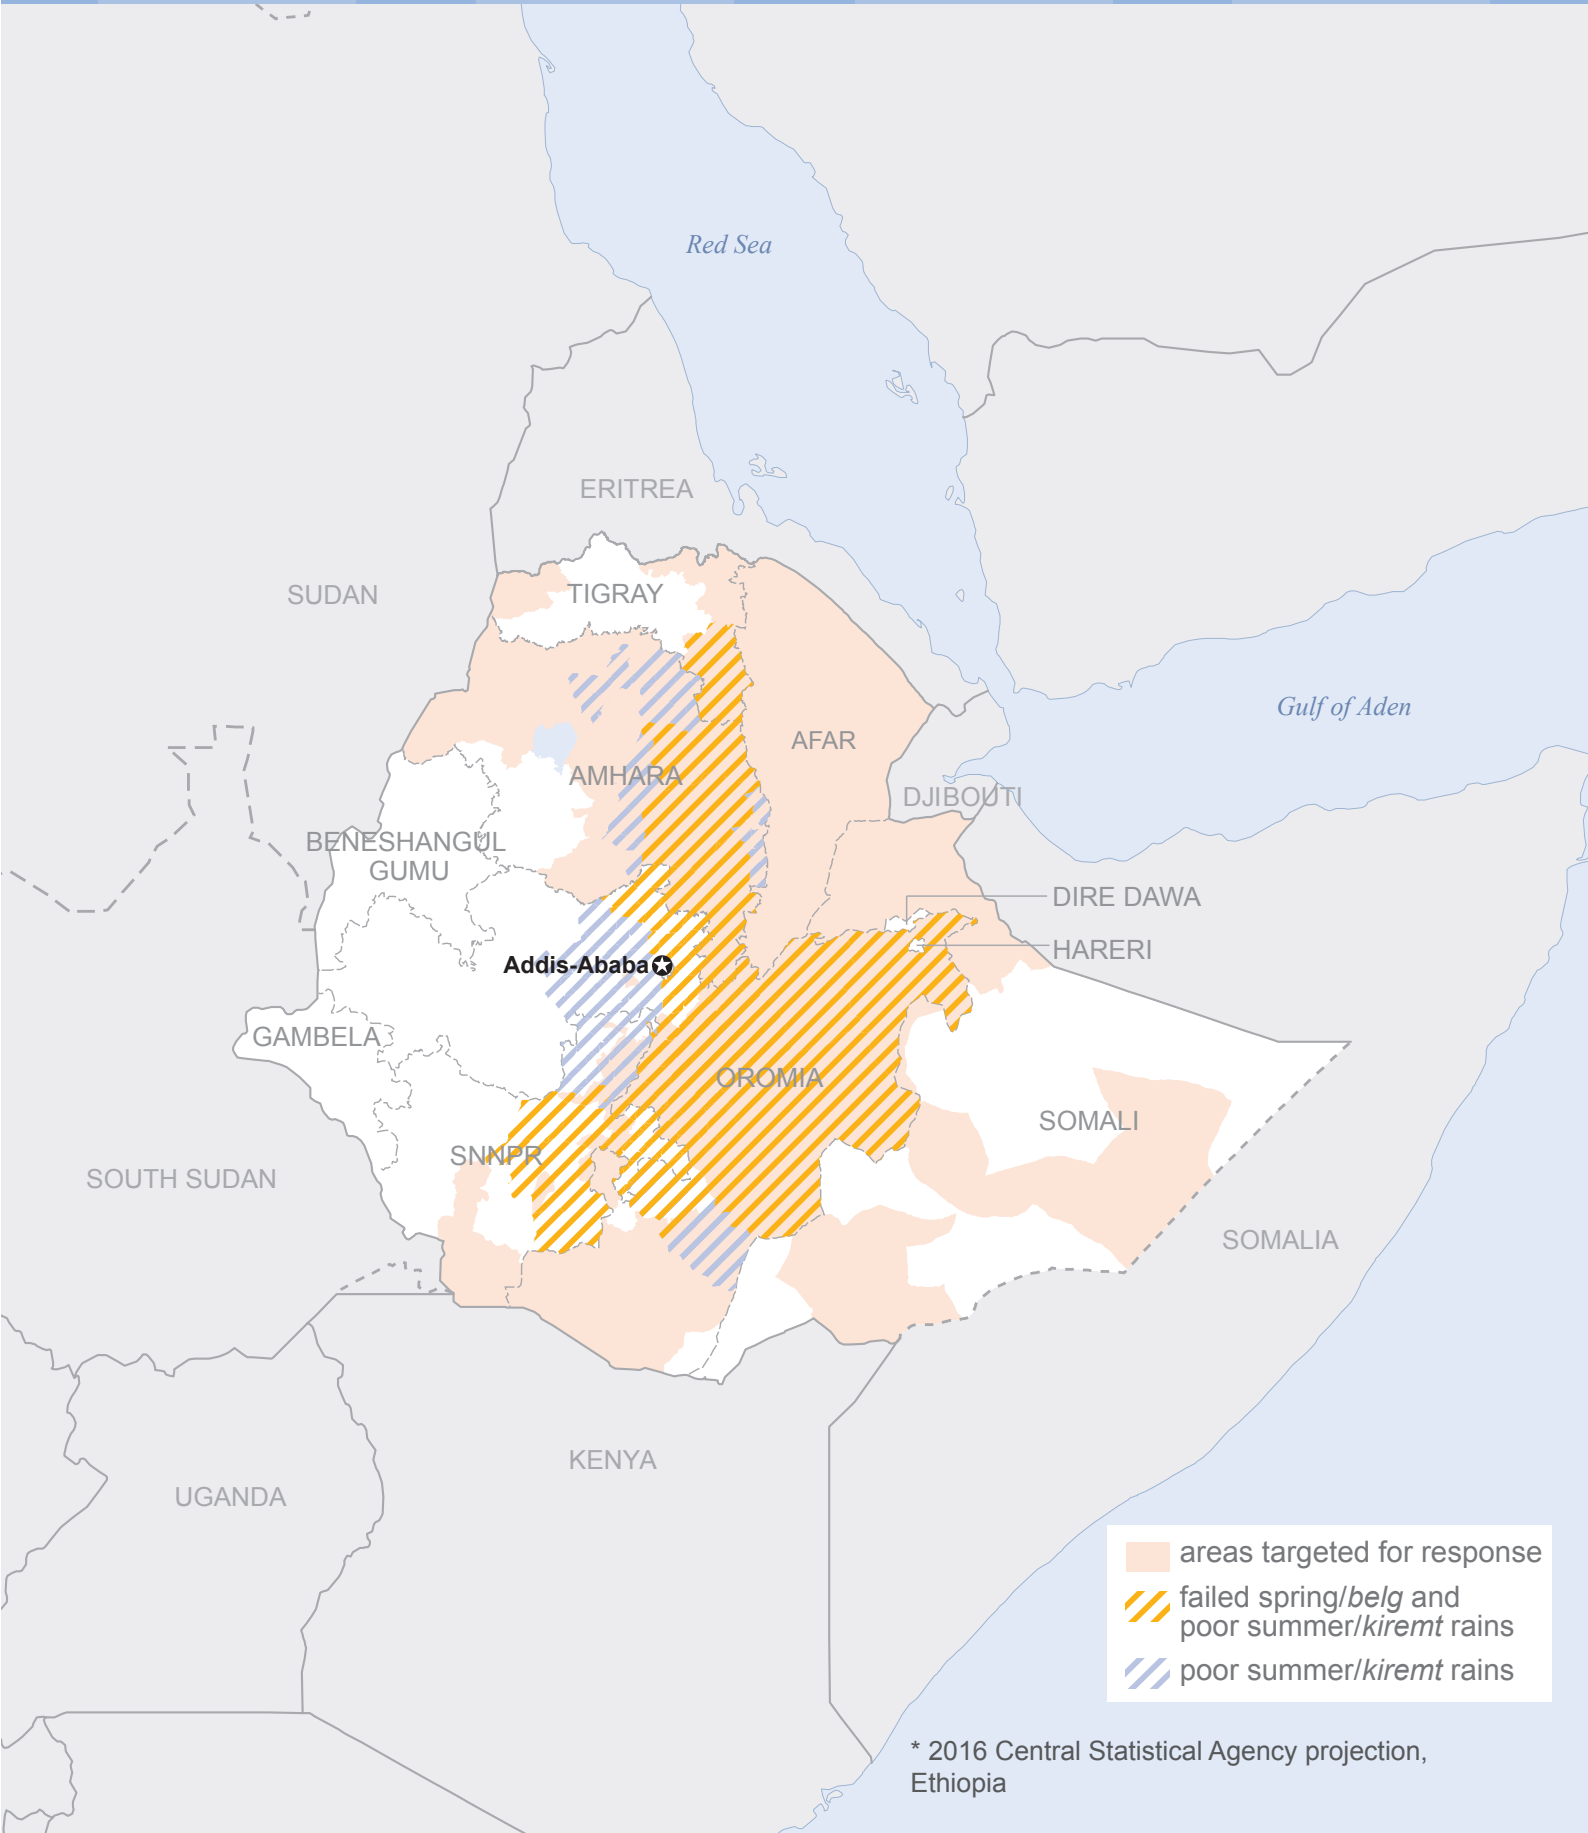 Red Sea
ERITREA
SUDAN
TIGRAY
Gulf of Aden
AFAR
AMHARA
DJIBOUTI
BENESHANGUL
GUMU
DIRE DAWA
HARERI
Addis-Ababa
GAMBELA
OROMIA
SOMALI
SNNPR
SOUTH SUDAN
SOMALIA
KENYA
UGANDA
areas targeted for response
failed spring/belg and
poor summer/kiremt rains
poor summer/kiremt rains
* 2016 Central Statistical Agency projection,
Ethiopia